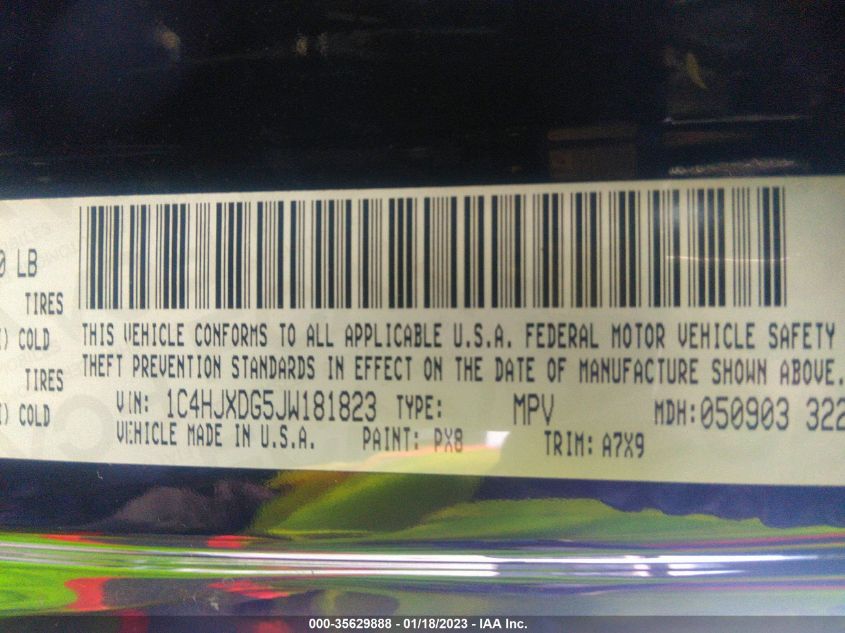 0 LB
TIRES
) COLD
TIRES
) COLD
THIS VEHICLE CONFORMS TO ALL APPLICABLE U.S.A. FEDERAL MOTOR VEHICLE SAFETY
THEFT PREVENTION STANDARDS IN EFFECT ON THE DATE OF MANUFACTURE SHOWN ABOVE.
VIN: 1C4HJXDG5JW181823 TYPE: MPV MDH:050903 322
VEHICLE MADE IN U.S.A. PAINT: PX8 TRIM: A7X9
000-35629888 - 01/18/2023 - IAA Inc.